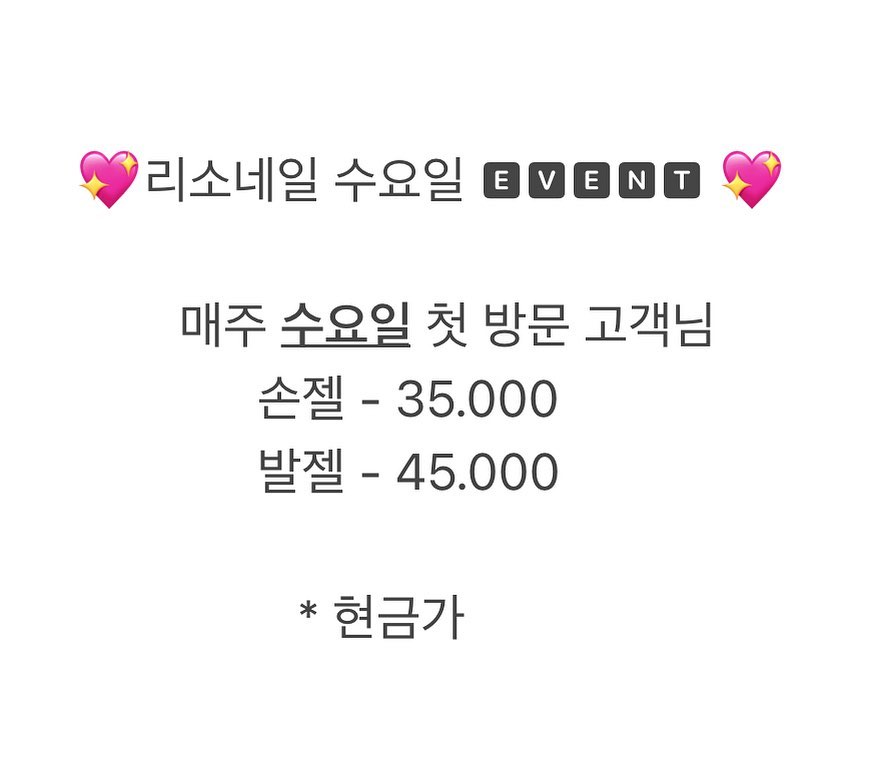 💖리소네일 수요일 🅴🆅🅴🅽🆃 💖
매주 수요일 첫 방문 고객님
손젤 - 35.000
발젤 - 45.000
* 현금가